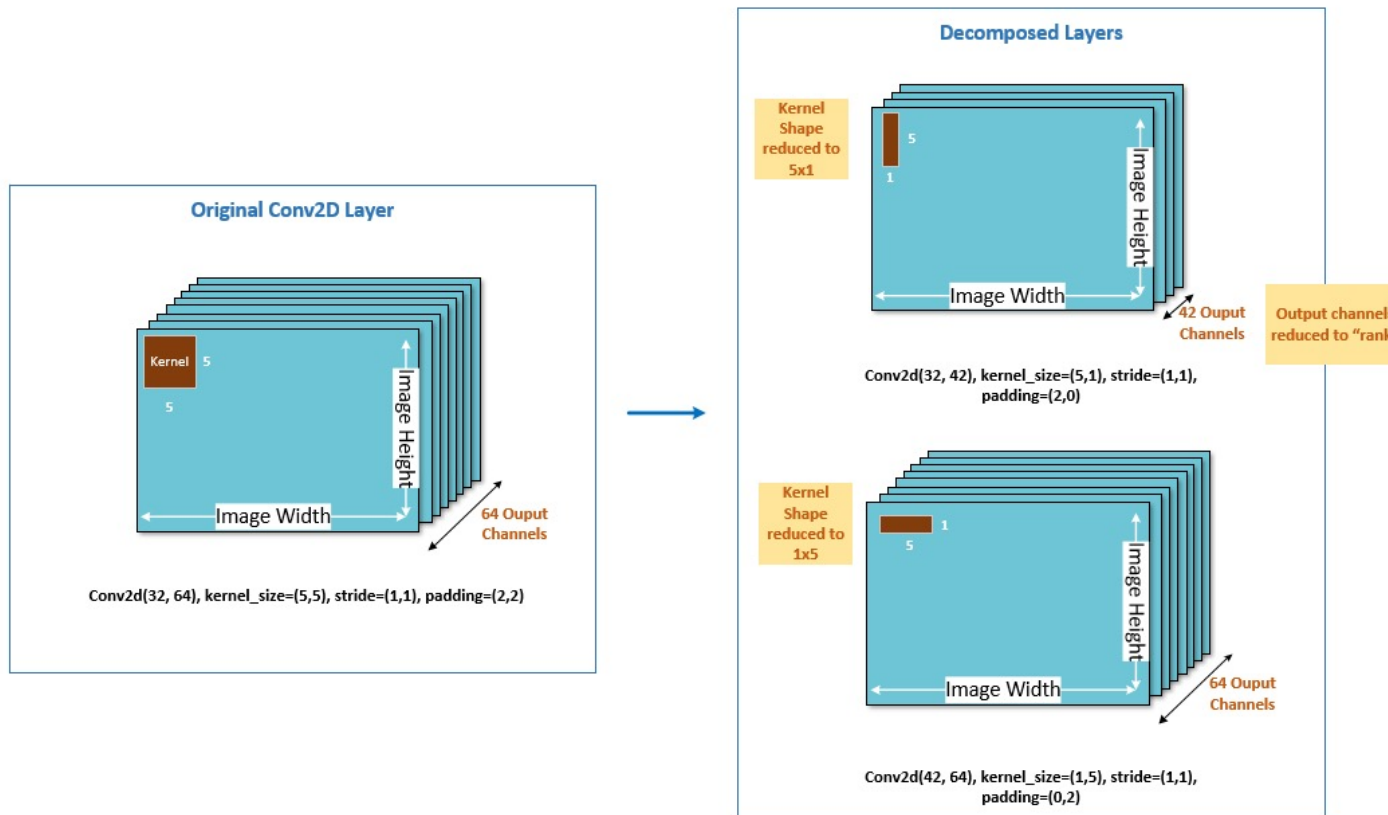 Original Conv2D Layer
Kernel
5
5
Image Height
Image Width
64 Ouput
Channels
Conv2d(32, 64), kernel_size=(5,5), stride=(1,1), padding=(2,2)
Decomposed Layers
Kernel
Shape
reduced to
5x1
5
1
Image Height
Image Width
42 Ouput
Channels
Output channels
reduced to “rank
Conv2d(32, 42), kernel_size=(5,1), stride=(1,1),
padding=(2,0)
Kernel
Shape
reduced to
1x5
1
5
Image Height
Image Width
64 Ouput
Channels
Conv2d(42, 64), kernel_size=(1,5), stride=(1,1),
padding=(0,2)